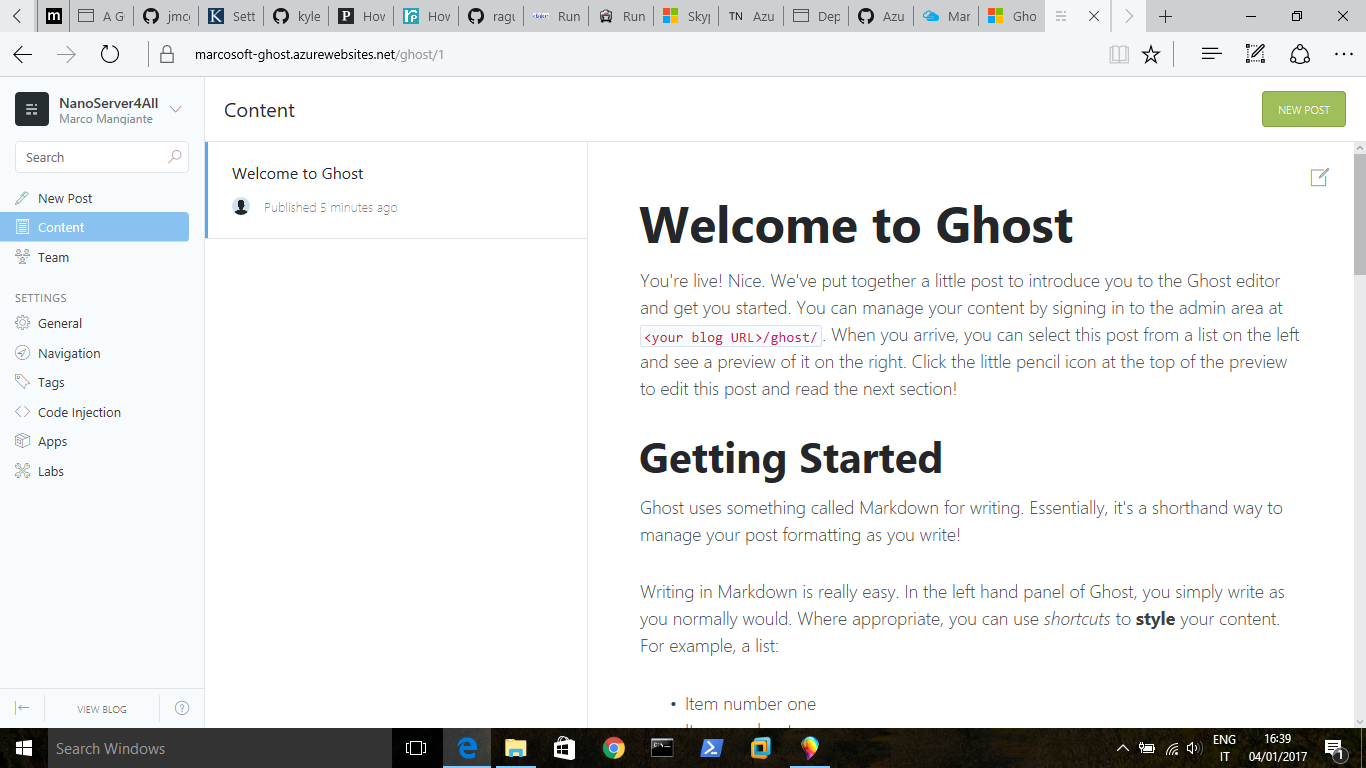 m
A G
jmc
Sett
kyle
Hov
Hov
ragu
Run
Run
Skyp
TN
Azu
Dep
Azu
Mar
Gho
marcosoft-ghost.azurewebsites.net/ghost/1
NanoServer4All
Marco Mangiante
Search
New Post
Content
Team
SETTINGS
General
Navigation
Tags
Code Injection
Apps
Labs
VIEW BLOG
Content
NEW POST
Welcome to Ghost
Published 5 minutes ago
Welcome to Ghost
You're live! Nice. We've put together a little post to introduce you to the Ghost editor
and get you started. You can manage your content by signing in to the admin area at
<your blog URL>/ghost/. When you arrive, you can select this post from a list on the left
and see a preview of it on the right. Click the little pencil icon at the top of the preview
to edit this post and read the next section!
Getting Started
Ghost uses something called Markdown for writing. Essentially, it's a shorthand way to
manage your post formatting as you write!
Writing in Markdown is really easy. In the left hand panel of Ghost, you simply write as
you normally would. Where appropriate, you can use shortcuts to style your content.
For example, a list:
• Item number one
Search Windows
ENG
IT
16:39
04/01/2017
1